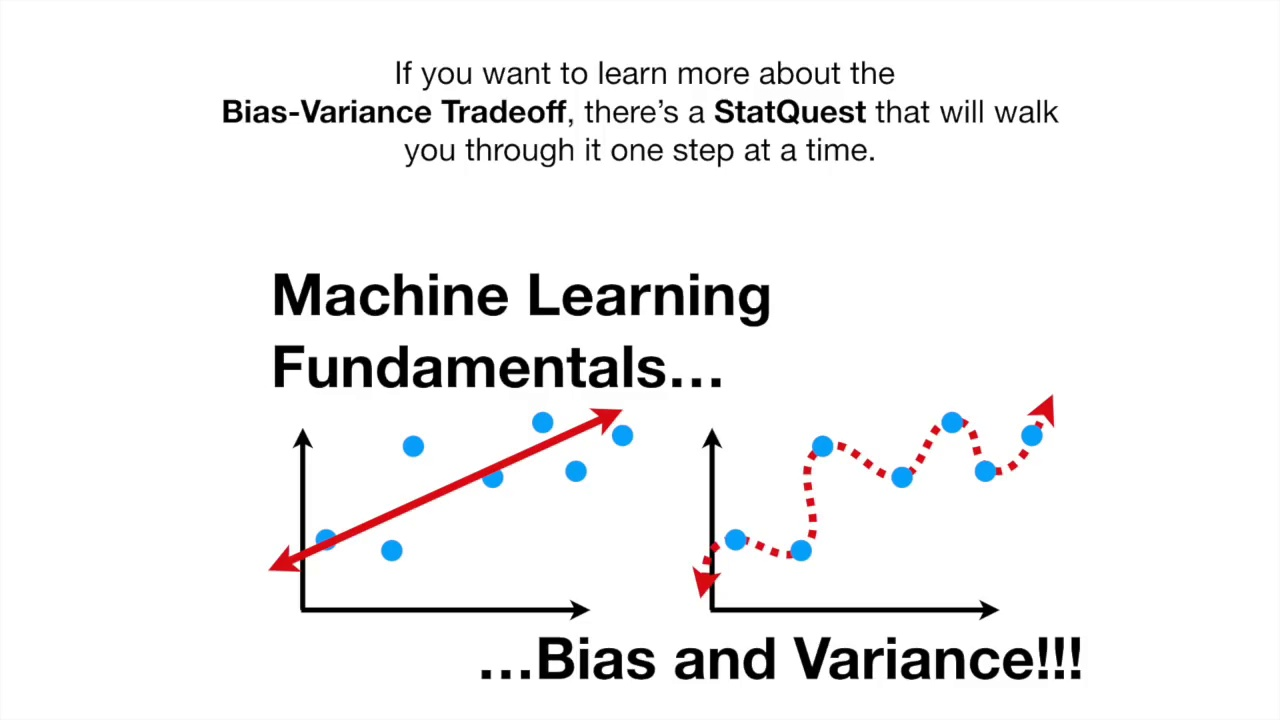 If you want to learn more about the
Bias-Variance Tradeoff, there’s a StatQuest that will walk
you through it one step at a time.
Machine Learning
Fundamentals…
…Bias and Variance!!!